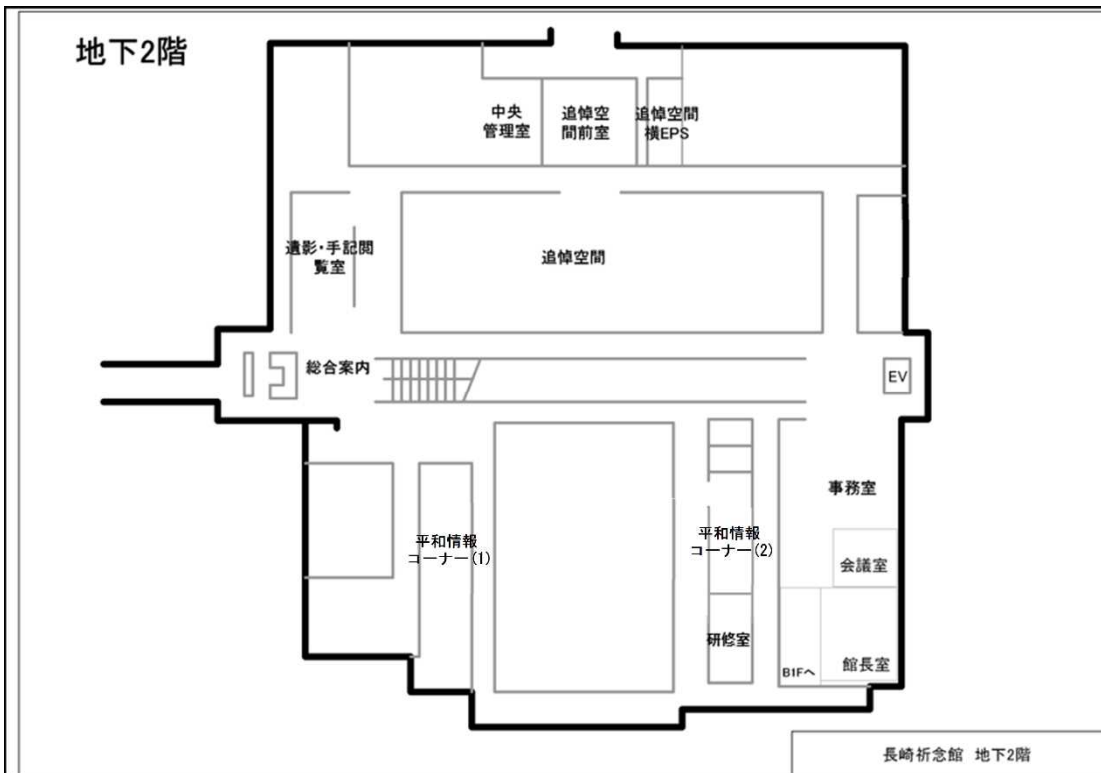 地下2階
中央
管理室
追悼空
間前室
追悼空間
横EPS
遺影・手記閲
覧室
追悼空間
総合案内
EV
事務室
平和情報
コーナー(1)
平和情報
コーナー(2)
会議室
研修室
館長室
B1Fへ
長崎祈念館 地下2階